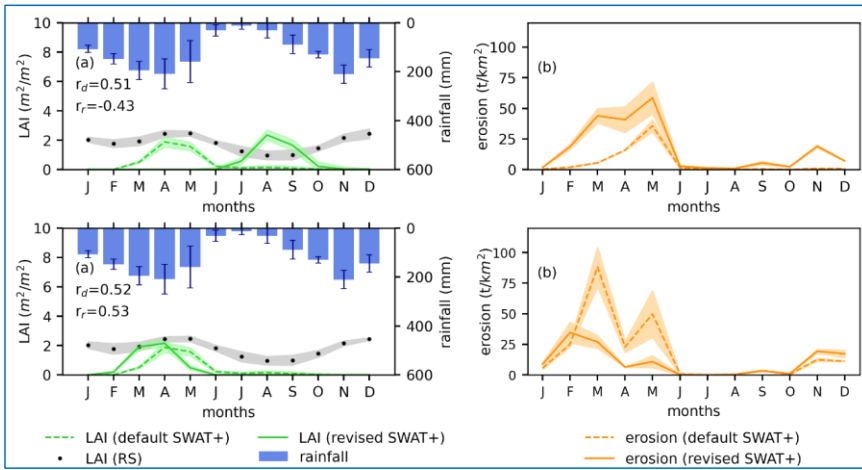 10
8
6
4
2
0
LAI (m²/m²)
(a)
r_d=0.51
r_r=-0.43
0
200
400
600
rainfall (mm)
J F M A M J J A S O N D
months
100
75
50
25
0
erosion (t/km²)
(b)
J F M A M J J A S O N D
months
10
8
6
4
2
0
LAI (m²/m²)
(a)
r_d=0.52
r_r=0.53
0
200
400
600
rainfall (mm)
J F M A M J J A S O N D
months
100
75
50
25
0
erosion (t/km²)
(b)
J F M A M J J A S O N D
months
LAI (default SWAT+) LAI (revised SWAT+) erosion (default SWAT+)
LAI (RS) rainfall erosion (revised SWAT+)